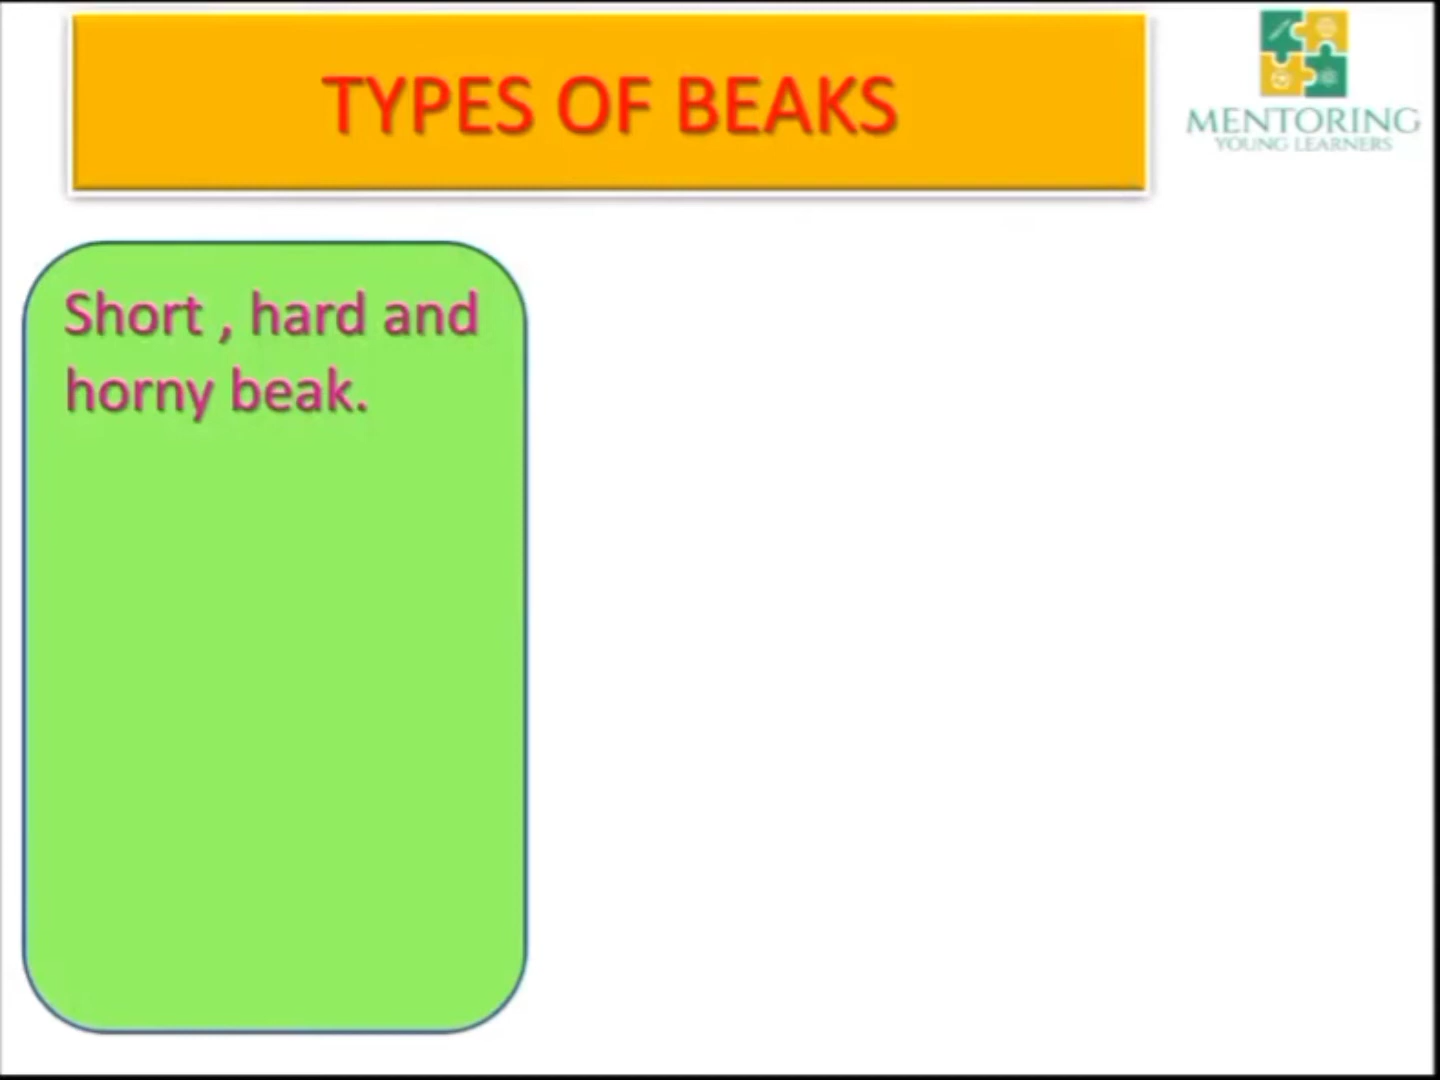 TYPES OF BEAKS
MENTORING
YOUNG LEARNERS
Short , hard and
horny beak.